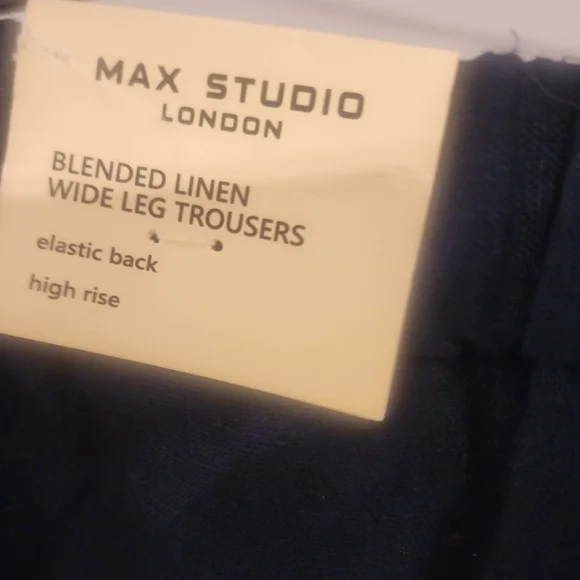 MAX STUDIO
LONDON
BLENDED LINEN
WIDE LEG TROUSERS
elastic back
high rise